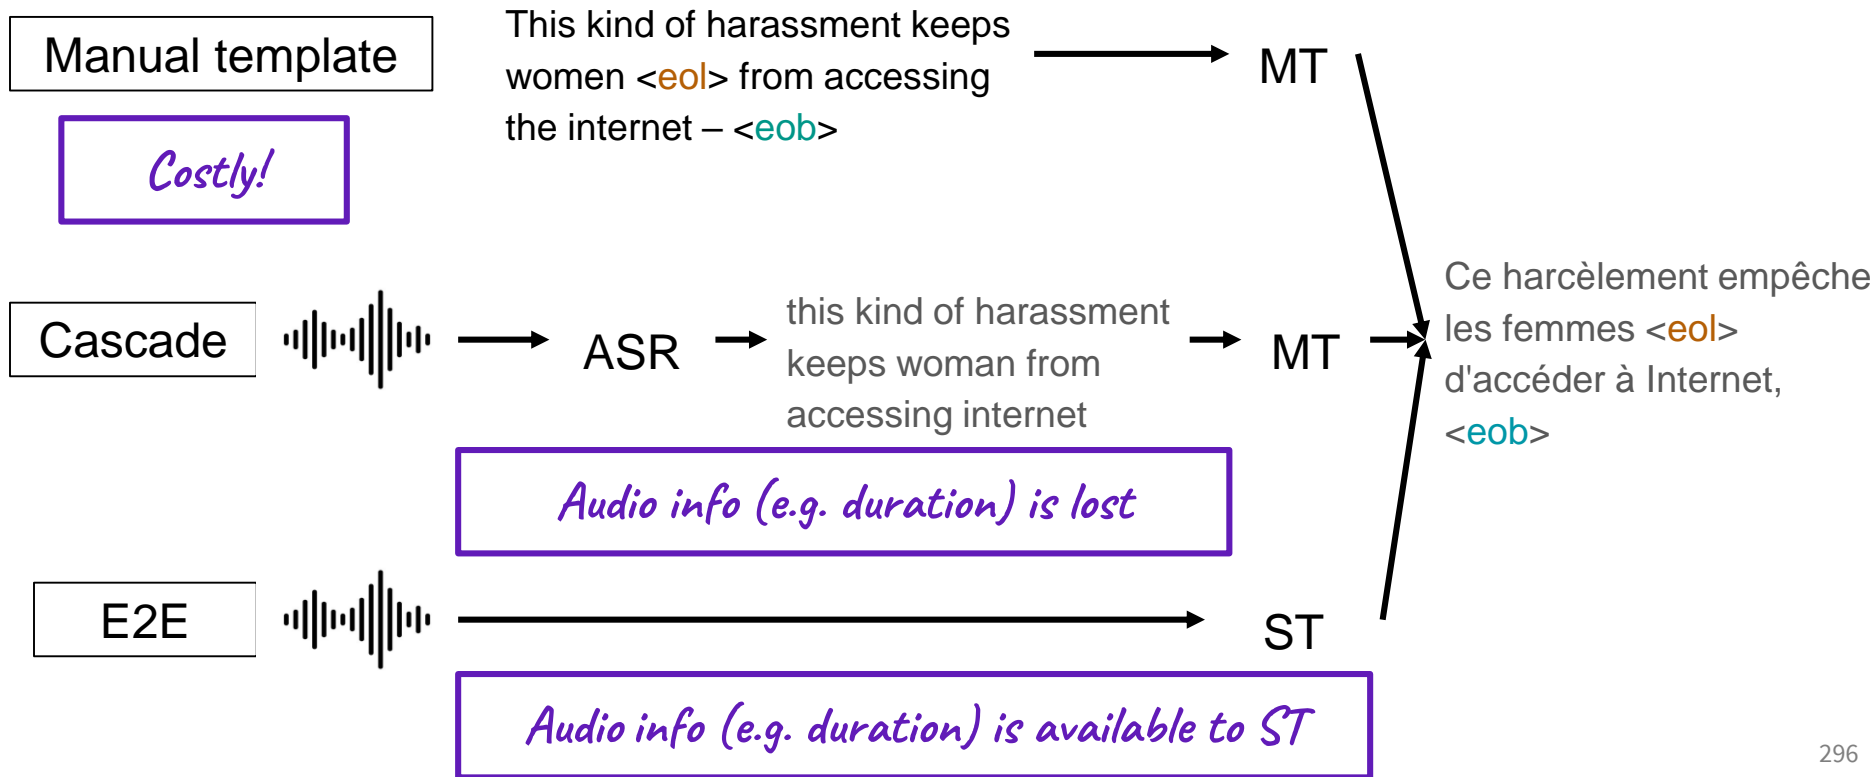 Manual template
This kind of harassment keeps
women <eol> from accessing
the internet – <eob>
MT
Costly!
Cascade
ASR
this kind of harassment
keeps woman from
accessing internet
MT
Ce harcèlement empêche
les femmes <eol>
d'accéder à Internet,
<eob>
Audio info (e.g. duration) is lost
E2E
ST
Audio info (e.g. duration) is available to ST
296